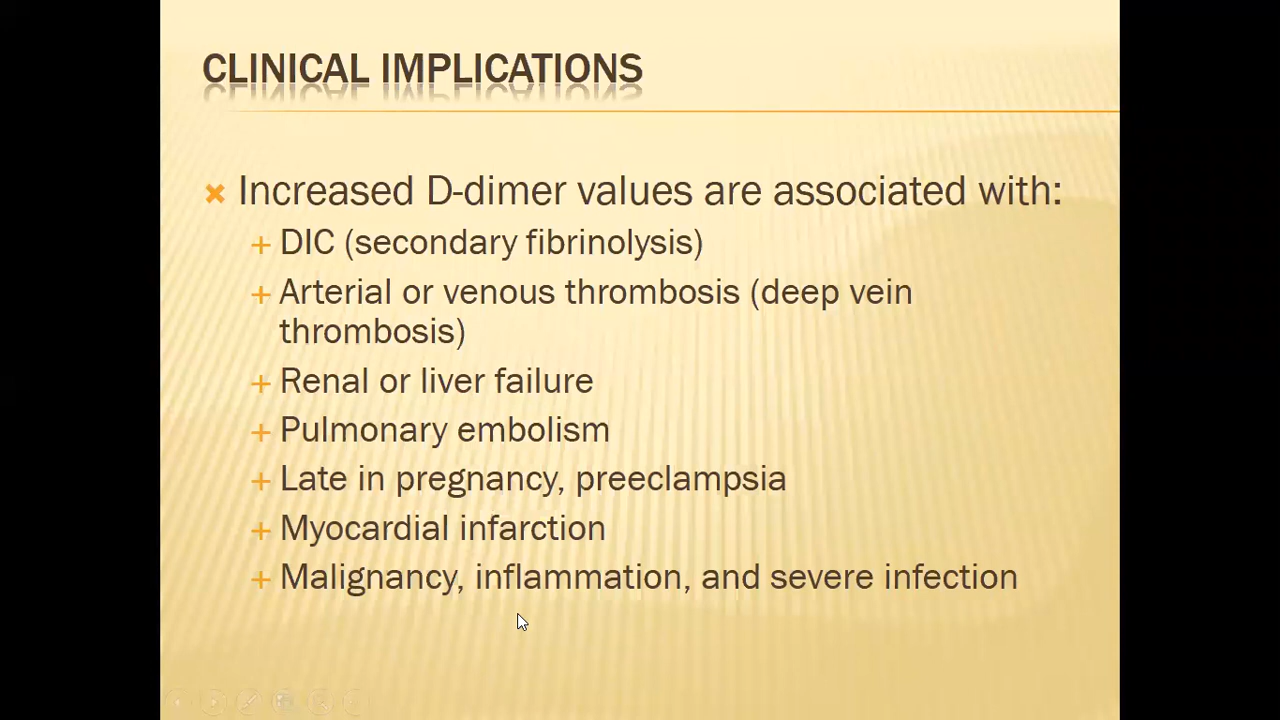 CLINICAL IMPLICATIONS
Increased D-dimer values are associated with:
DIC (secondary fibrinolysis)
Arterial or venous thrombosis (deep vein
thrombosis)
Renal or liver failure
Pulmonary embolism
Late in pregnancy, preeclampsia
Myocardial infarction
Malignancy, inflammation, and severe infection